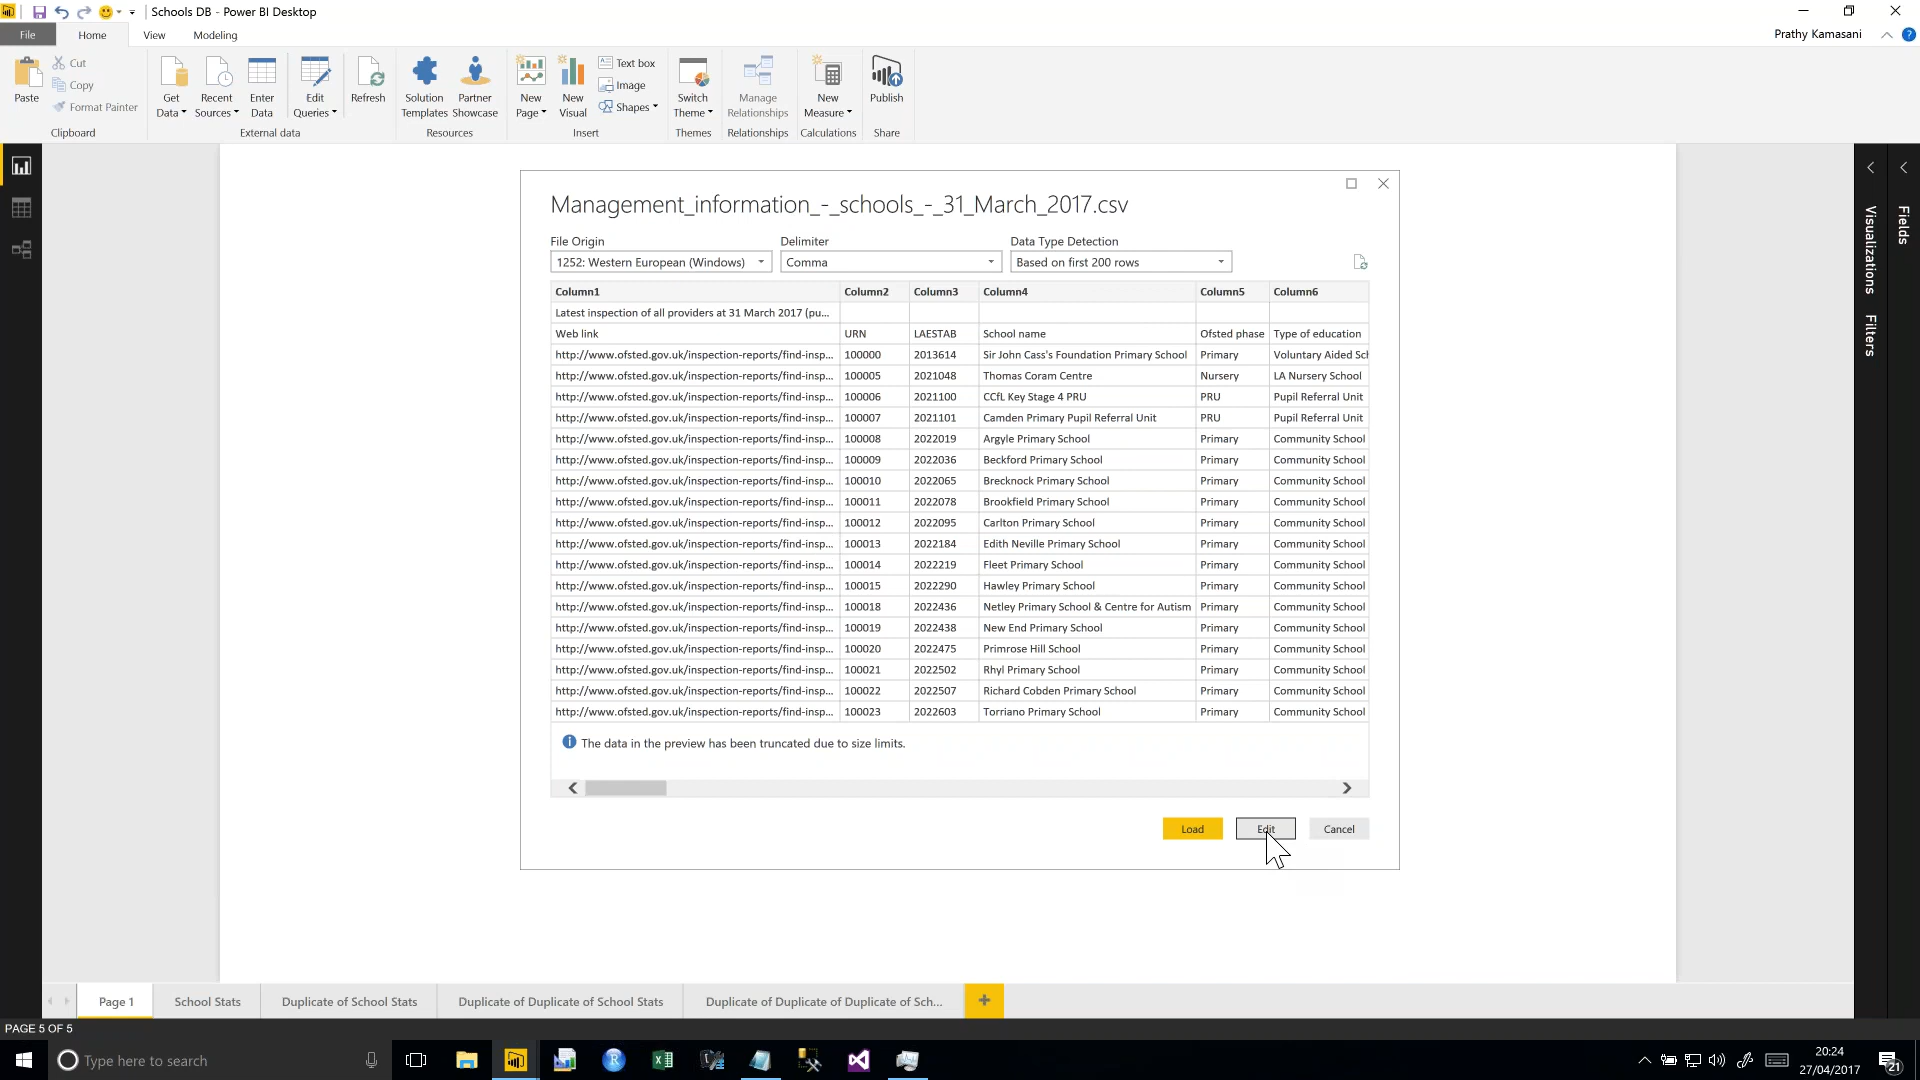 Schools DB - Power BI Desktop
File Home View Modeling
Prathy Kamasani
?
Paste
Cut
Copy
Format Painter
Clipboard
Get Data
Recent Sources
Enter Data
Edit Queries
Refresh
External data
Solution Templates
Partner Showcase
Resources
New Page
New Visual
Text box
Image
Shapes
Insert
Switch Theme
Themes
Manage Relationships
Relationships
New Measure
Calculations
Publish
Share
Management_information_-_schools_-_31_March_2017.csv
File Origin Delimiter Data Type Detection
1252: Western European (Windows) Comma Based on first 200 rows
Column1 Column2 Column3 Column4 Column5 Column6
Latest inspection of all providers at 31 March 2017 (pu...
Web link URN LAESTAB School name Ofsted phase Type of education
http://www.ofsted.gov.uk/inspection-reports/find-insp... 100000 2013614 Sir John Cass's Foundation Primary School Primary Voluntary Aided Sch
http://www.ofsted.gov.uk/inspection-reports/find-insp... 100005 2021048 Thomas Coram Centre Nursery LA Nursery School
http://www.ofsted.gov.uk/inspection-reports/find-insp... 100006 2021100 CCfL Key Stage 4 PRU PRU Pupil Referral Unit
http://www.ofsted.gov.uk/inspection-reports/find-insp... 100007 2021101 Camden Primary Pupil Referral Unit PRU Pupil Referral Unit
http://www.ofsted.gov.uk/inspection-reports/find-insp... 100008 2022019 Argyle Primary School Primary Community School
http://www.ofsted.gov.uk/inspection-reports/find-insp... 100009 2022036 Beckford Primary School Primary Community School
http://www.ofsted.gov.uk/inspection-reports/find-insp... 100010 2022065 Brecknock Primary School Primary Community School
http://www.ofsted.gov.uk/inspection-reports/find-insp... 100011 2022078 Brookfield Primary School Primary Community School
http://www.ofsted.gov.uk/inspection-reports/find-insp... 100012 2022095 Carlton Primary School Primary Community School
http://www.ofsted.gov.uk/inspection-reports/find-insp... 100013 2022184 Edith Neville Primary School Primary Community School
http://www.ofsted.gov.uk/inspection-reports/find-insp... 100014 2022219 Fleet Primary School Primary Community School
http://www.ofsted.gov.uk/inspection-reports/find-insp... 100015 2022290 Hawley Primary School Primary Community School
http://www.ofsted.gov.uk/inspection-reports/find-insp... 100018 2022436 Netley Primary School & Centre for Autism Primary Community School
http://www.ofsted.gov.uk/inspection-reports/find-insp... 100019 2022438 New End Primary School Primary Community School
http://www.ofsted.gov.uk/inspection-reports/find-insp... 100020 2022475 Primrose Hill School Primary Community School
http://www.ofsted.gov.uk/inspection-reports/find-insp... 100021 2022502 Rhyl Primary School Primary Community School
http://www.ofsted.gov.uk/inspection-reports/find-insp... 100022 2022507 Richard Cobden Primary School Primary Community School
http://www.ofsted.gov.uk/inspection-reports/find-insp... 100023 2022603 Torriano Primary School Primary Community School
The data in the preview has been truncated due to size limits.
Load Edit Cancel
Visualizations
Filters
Fields
Page 1 School Stats Duplicate of School Stats Duplicate of Duplicate of School Stats Duplicate of Duplicate of Duplicate of Sch... +
PAGE 5 OF 5
Type here to search
20:24
27/04/2017
21